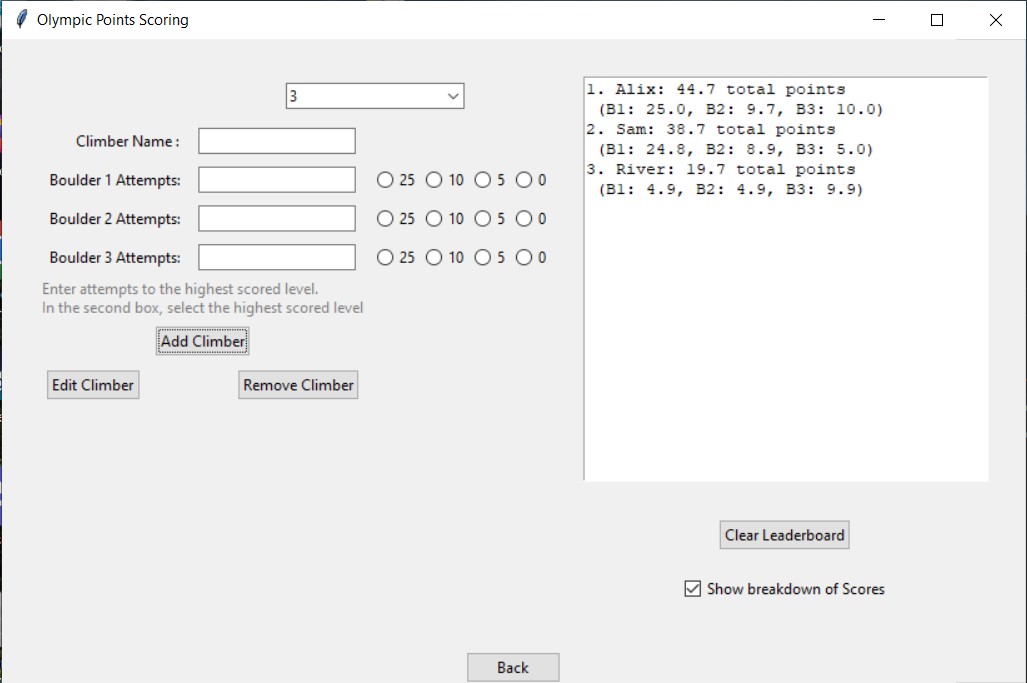 Olympic Points Scoring
3
Climber Name :
Boulder 1 Attempts:
25 10 5 0
Boulder 2 Attempts:
25 10 5 0
Boulder 3 Attempts:
25 10 5 0
Enter attempts to the highest scored level.
In the second box, select the highest scored level
Add Climber
Edit Climber
Remove Climber
1. Alix: 44.7 total points
(B1: 25.0, B2: 9.7, B3: 10.0)
2. Sam: 38.7 total points
(B1: 24.8, B2: 8.9, B3: 5.0)
3. River: 19.7 total points
(B1: 4.9, B2: 4.9, B3: 9.9)
Clear Leaderboard
Show breakdown of Scores
Back